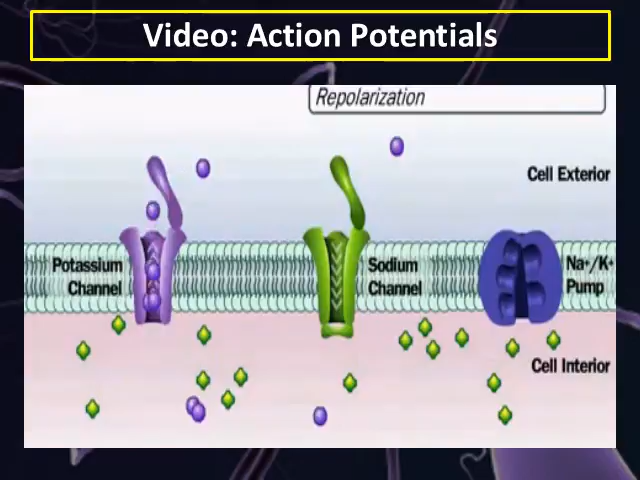 Video: Action Potentials
Repolarization
Cell Exterior
Potassium
Channel
Sodium
Channel
Na⁺/K⁺
Pump
Cell Interior